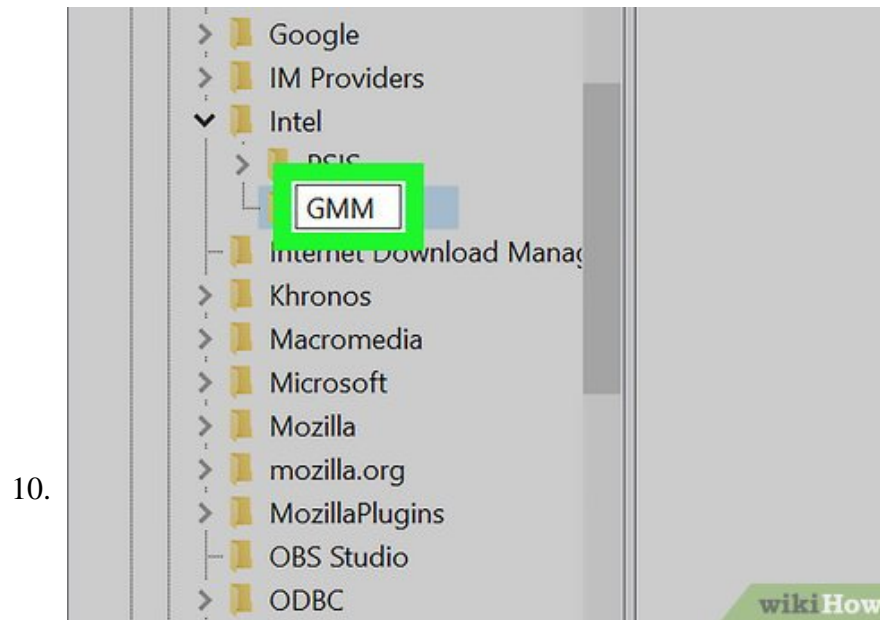 Google
IM Providers
Intel
PSIS
GMM
Internet Download Manag
Khronos
Macromedia
Microsoft
Mozilla
mozilla.org
10.
MozillaPlugins
OBS Studio
ODBC
wikiHow